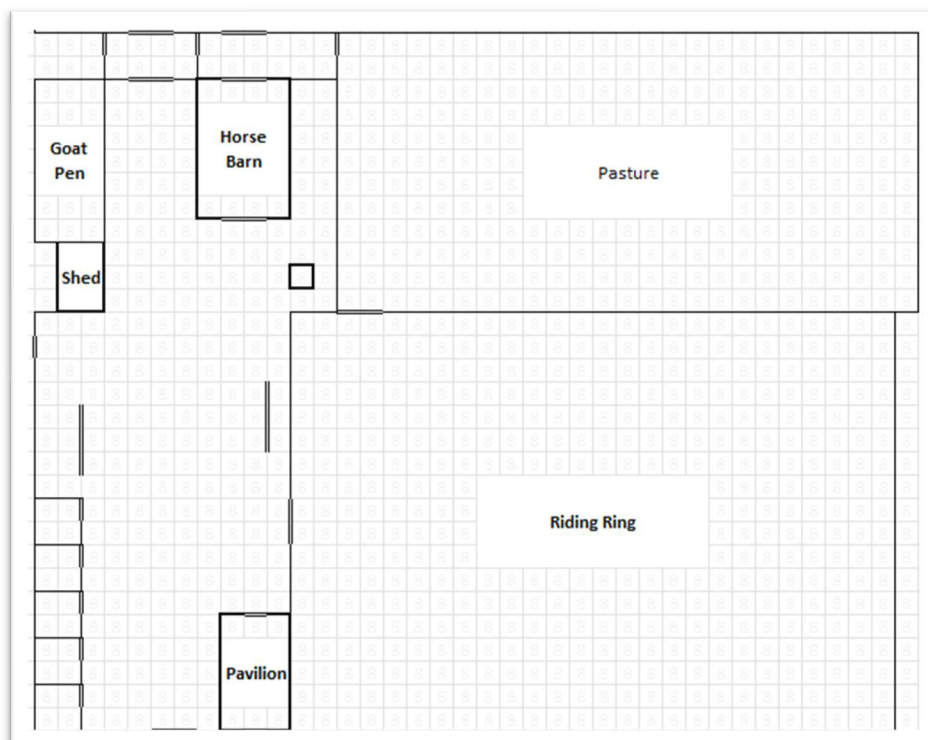 Goat
Pen
Horse
Barn
Pasture
Shed
Riding Ring
Pavilion